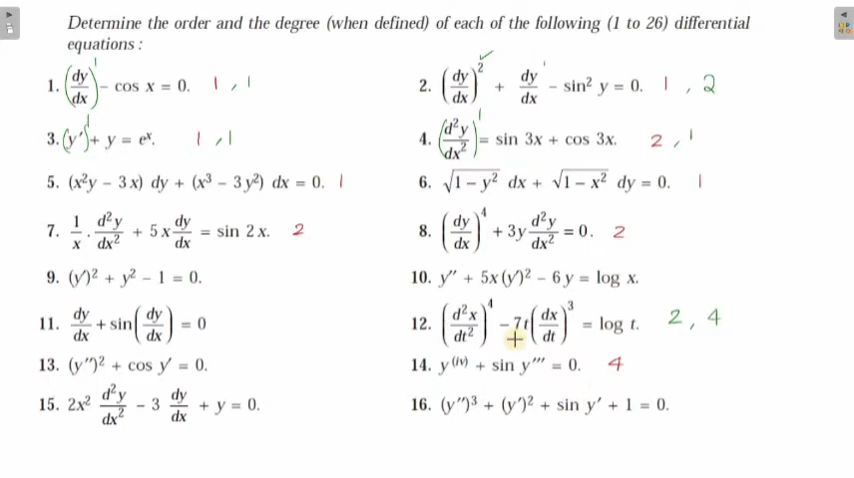 Determine the order and the degree (when defined) of each of the following (1 to 26) differential
equations :
1. (dy/dx)¹ – cos x = 0. 1 , 1
2. (dy/dx)² + dy/dx – sin² y = 0. 1 , 2
3. (y′)¹ + y = eˣ. 1 , 1
4. (d²y/dx²)¹ = sin 3x + cos 3x. 2 , 1
5. (x²y – 3x) dy + (x³ – 3y²) dx = 0. 1
6. √(1 – y²) dx + √(1 – x²) dy = 0. 1
7. 1/x . d²y/dx² + 5x dy/dx = sin 2x. 2
8. (dy/dx)⁴ + 3y d²y/dx² = 0. 2
9. (y′)² + y² – 1 = 0.
10. y″ + 5x(y′)² – 6y = log x.
11. dy/dx + sin(dy/dx) = 0
12. (d²x/dt²)⁴ – 7t(dx/dt)³ = log t. 2 , 4
13. (y″)² + cos y′ = 0.
14. y⁽ⁱᵛ⁾ + sin y‴ = 0. 4
15. 2x² d²y/dx² – 3 dy/dx + y = 0.
16. (y″)³ + (y′)² + sin y′ + 1 = 0.